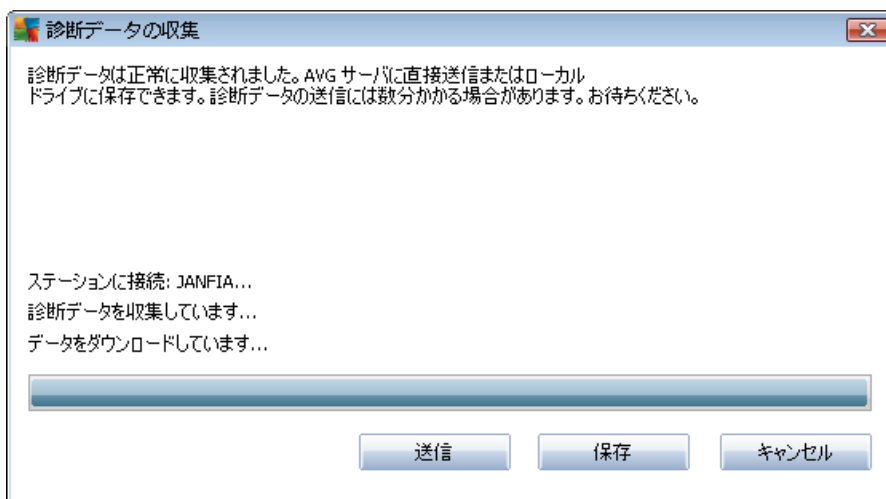 診断データの収集
診断データは正常に収集されました。AVG サーバに直接送信またはローカル
ドライブに保存できます。診断データの送信には数分かかる場合があります。お待ちください。
ステーションに接続: JANFIA...
診断データを収集しています...
データをダウンロードしています...
送信 保存 キャンセル